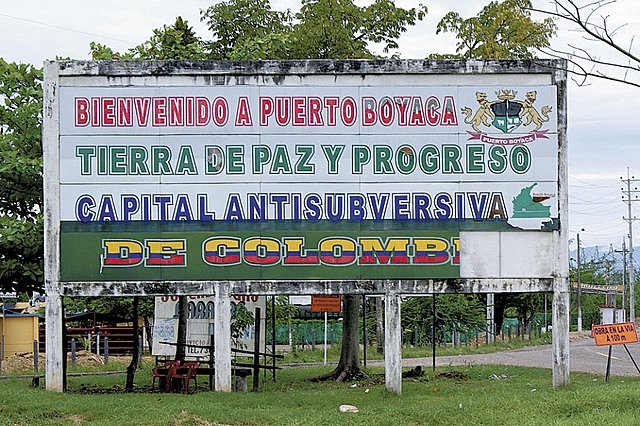 BIENVENIDO A PUERTO BOYACA
PUERTO BOYACA
TIERRA DE PAZ Y PROGRESO
CAPITAL ANTISUBVERSIVA
DE COLOMBI
OBRA EN LA VIA
A 100 m